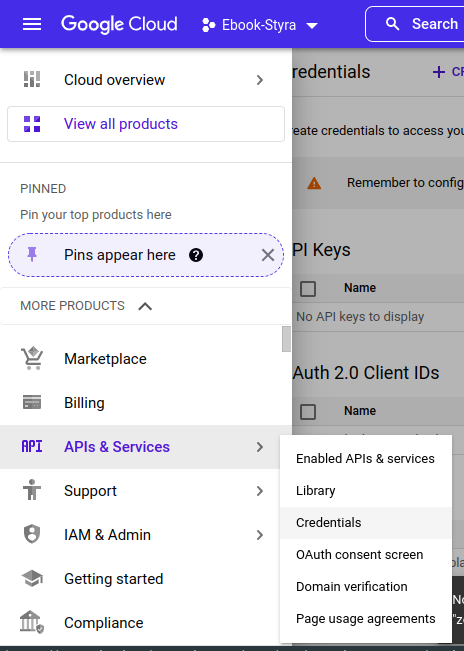 Google Cloud
Ebook-Styra
Search
Cloud overview
View all products
redentials
CR
reate credentials to access you
PINNED
Pin your top products here
Remember to config
Pins appear here
PI Keys
MORE PRODUCTS
Name
No API keys to display
Marketplace
Auth 2.0 Client IDs
Billing
Name
API APIs & Services
Enabled APIs & services
Support
Library
Credentials
IAM & Admin
OAuth consent screen
Getting started
Domain verification
Compliance
Page usage agreements